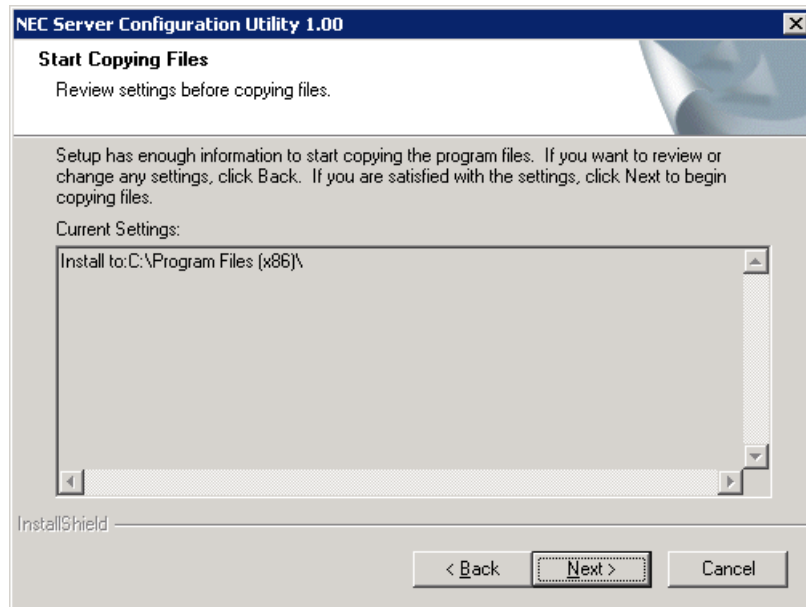 NEC Server Configuration Utility 1.00
Start Copying Files
Review settings before copying files.
Setup has enough information to start copying the program files.  If you want to review or
change any settings, click Back.  If you are satisfied with the settings, click Next to begin
copying files.
Current Settings:
Install to:C:\Program Files (x86)\
InstallShield
< Back
Next >
Cancel